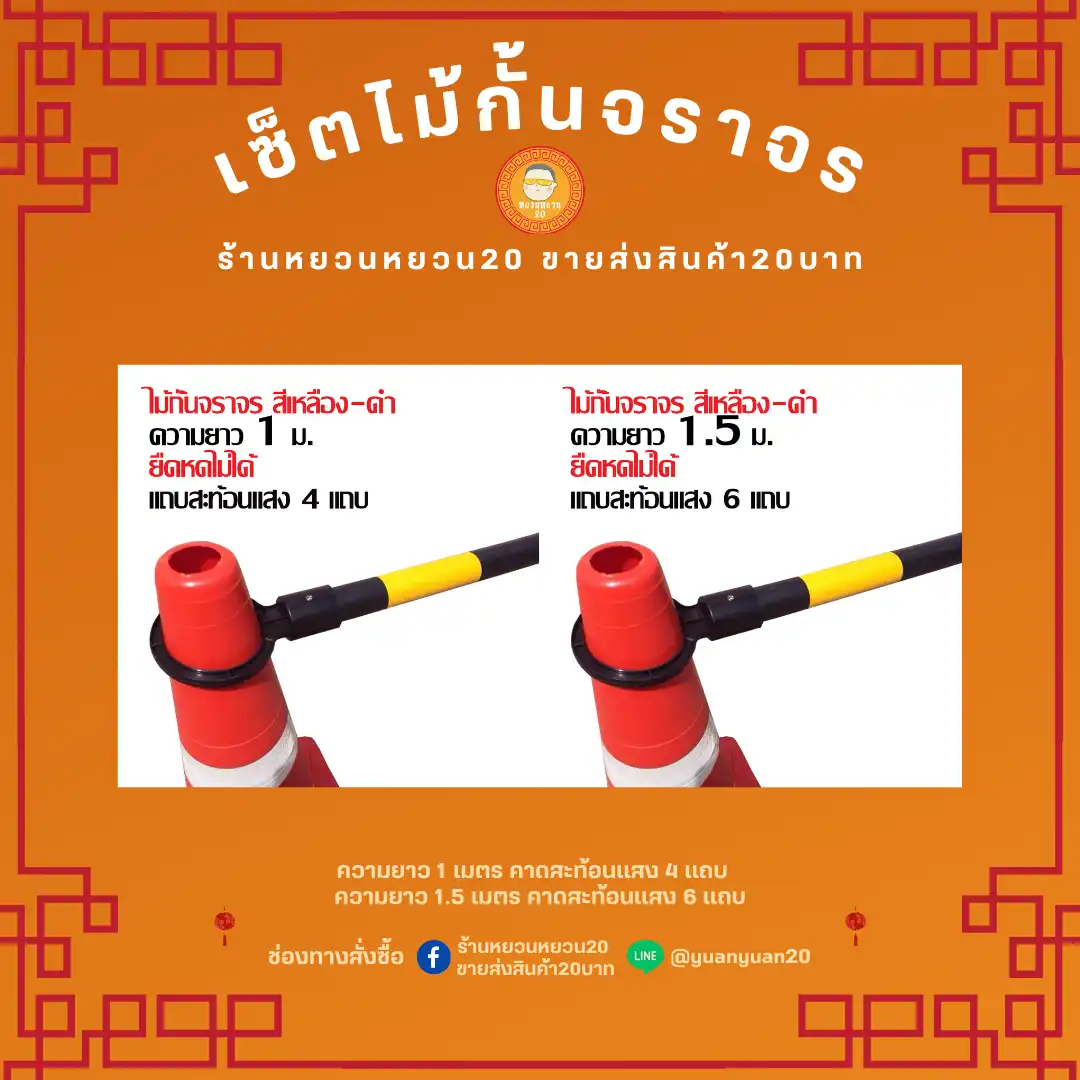 เซ็ตไม้กั้นจราจร
หยวนหยวน
20
ร้านหยวนหยวน20 ขายส่งสินค้า20บาท
ไม้กั้นจราจร สีเหลือง-ดำ
ความยาว 1 ม.
ยืดหดไม่ได้
แถบสะท้อนแสง 4 แถบ
ไม้กั้นจราจร สีเหลือง-ดำ
ความยาว 1.5 ม.
ยืดหดไม่ได้
แถบสะท้อนแสง 6 แถบ
ความยาว 1 เมตร คาดสะท้อนแสง 4 แถบ
ความยาว 1.5 เมตร คาดสะท้อนแสง 6 แถบ
ช่องทางสั่งซื้อ
ร้านหยวนหยวน20
ขายส่งสินค้า20บาท
LINE @yuanyuan20